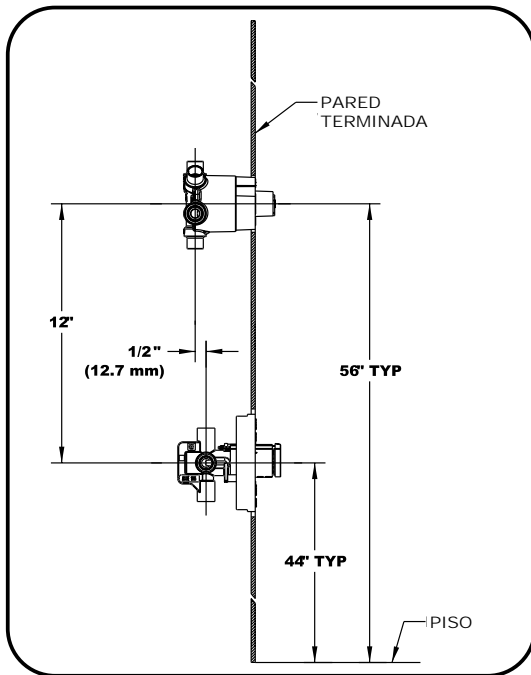 PARED
TERMINADA
12"
1/2"
(12.7 mm)
56" TYP
44" TYP
PISO